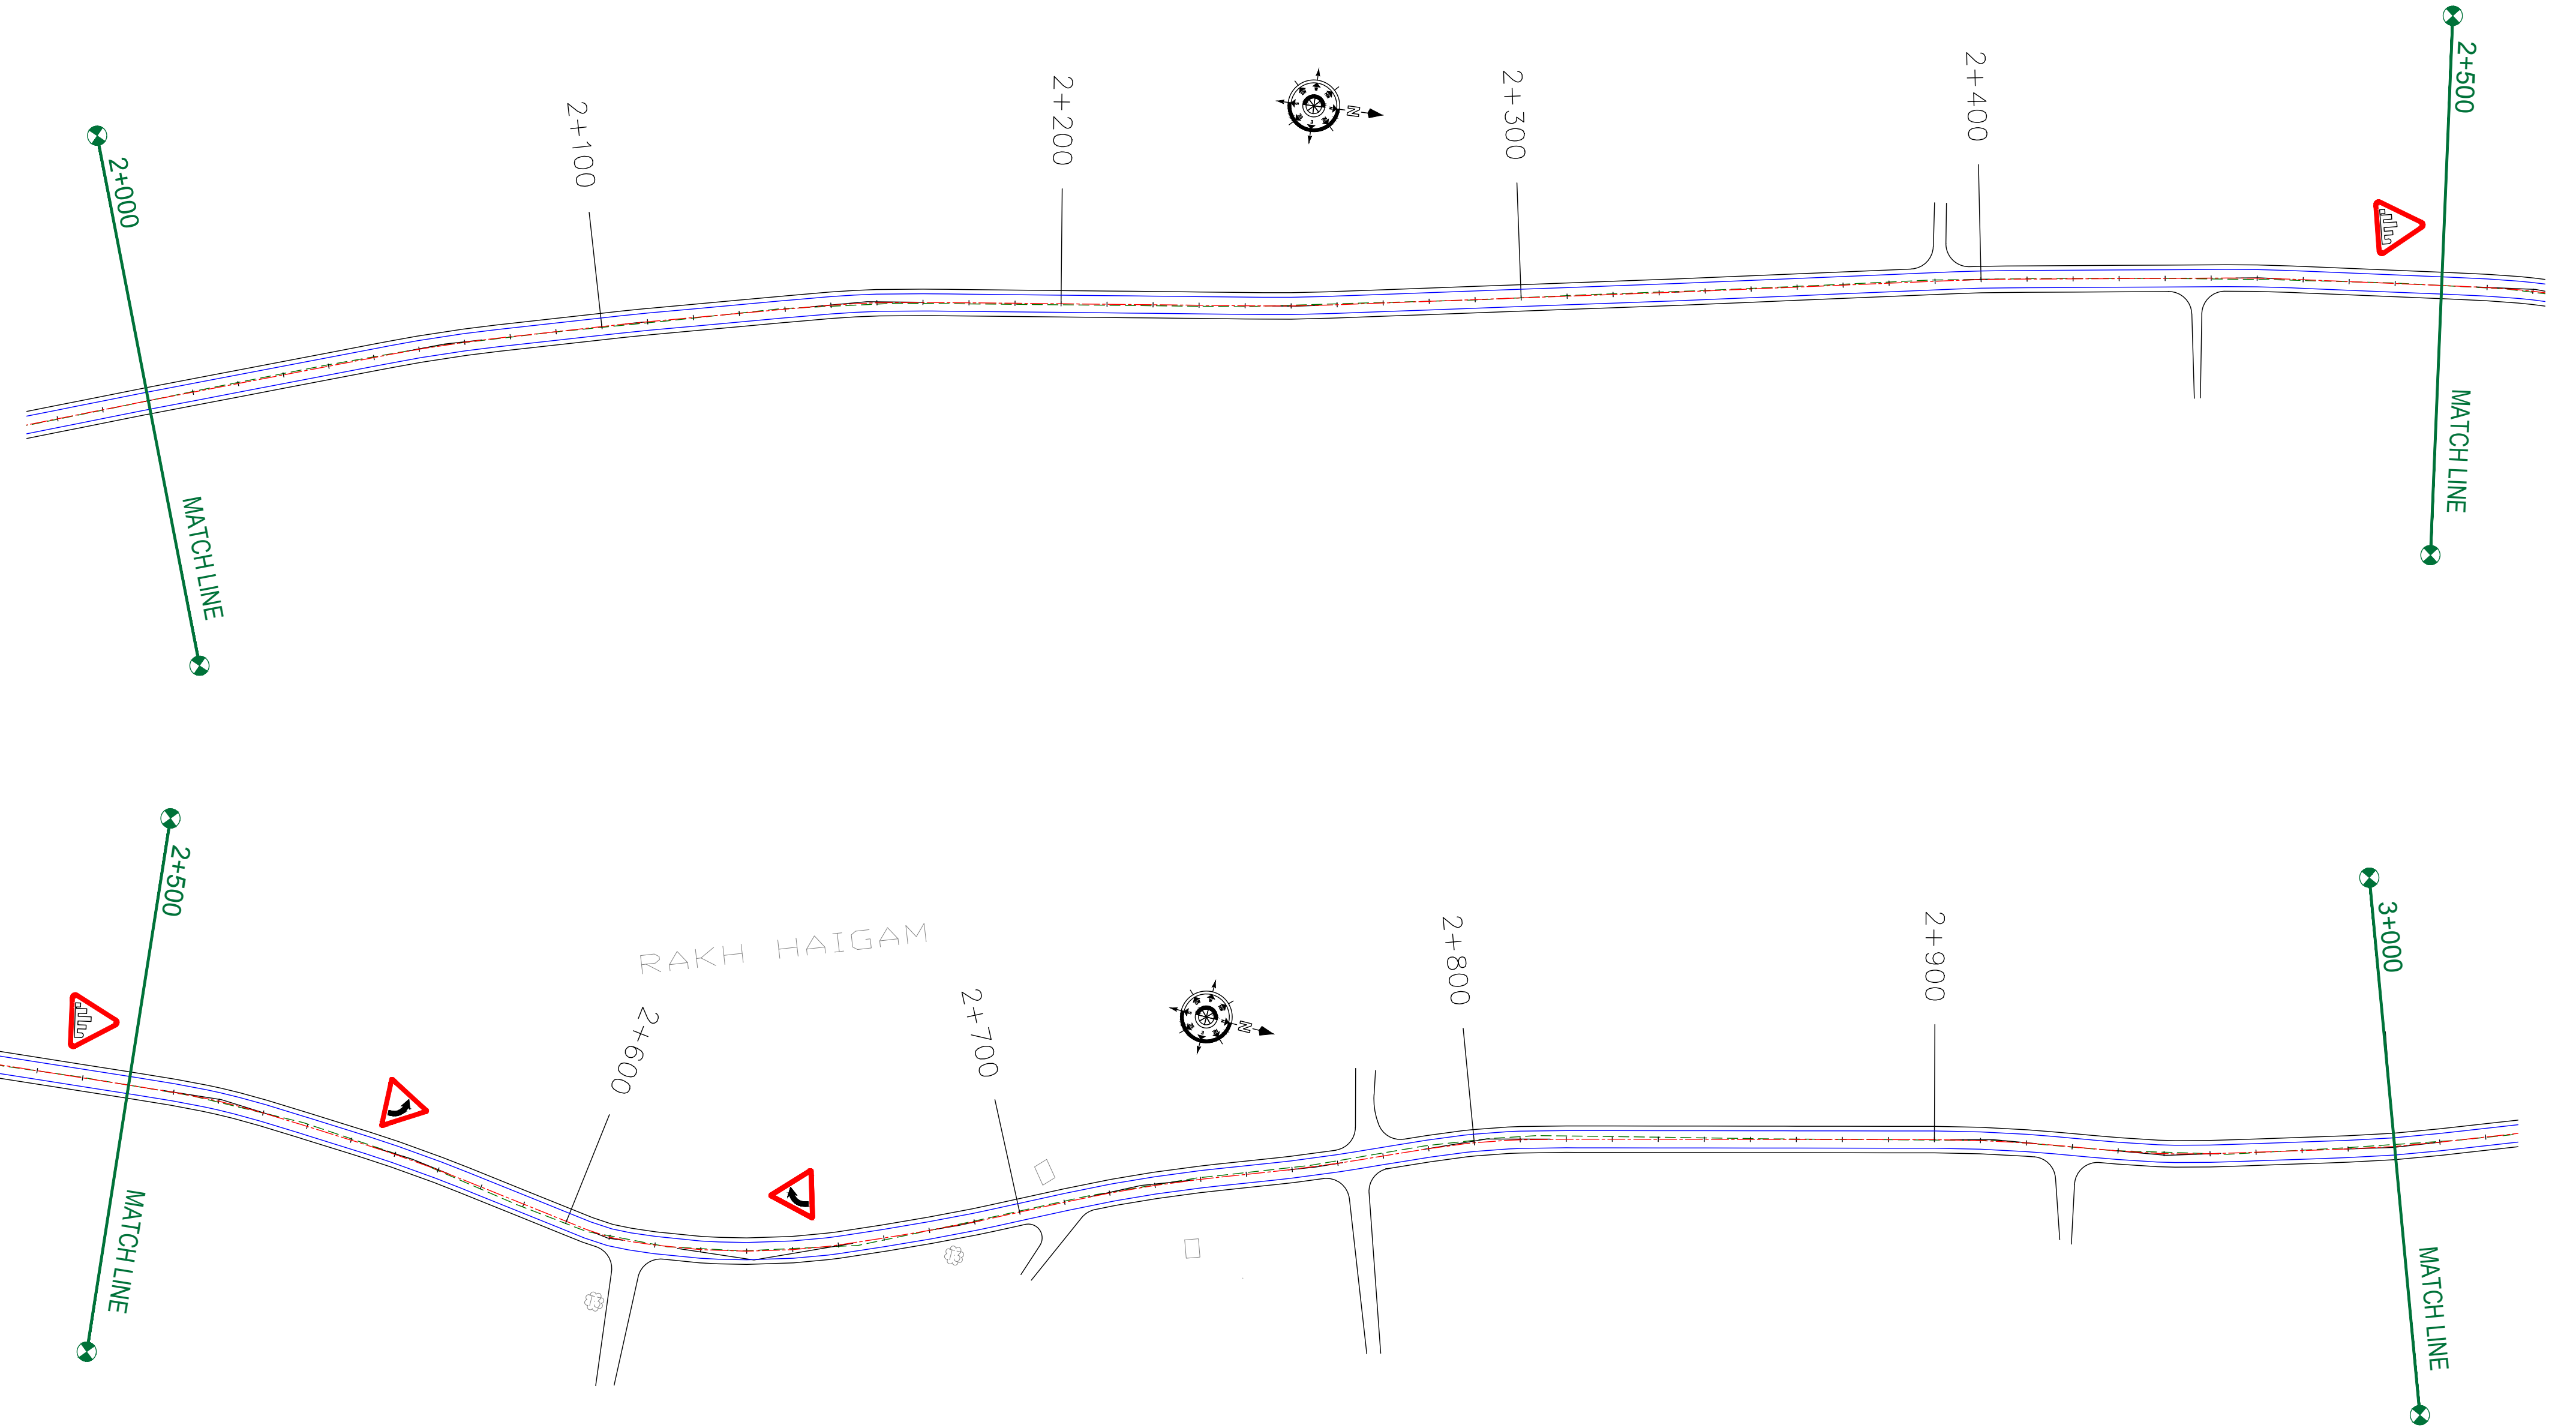 2+000
MATCH LINE
2+100
2+200
N
2+300
2+400
2+500
MATCH LINE
2+500
MATCH LINE
RAKH HAIGAM
2+600
2+700
N
2+800
2+900
3+000
MATCH LINE